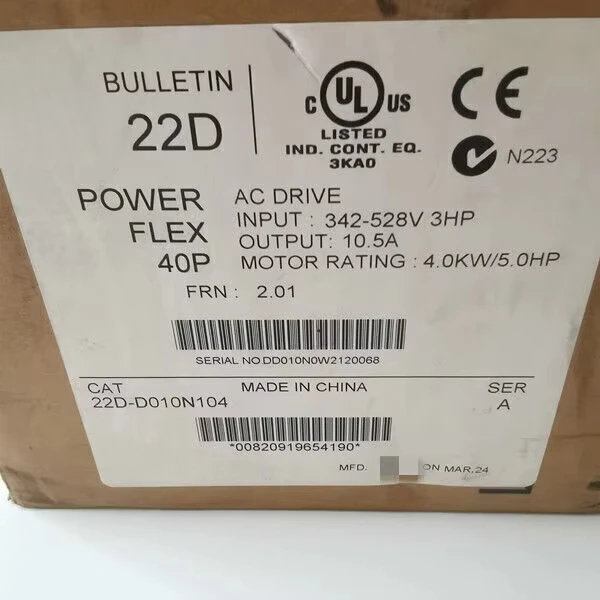 BULLETIN
22D
C UL US
LISTED
IND. CONT. EQ.
3KA0
CE
N223
POWER
FLEX
40P
AC DRIVE
INPUT : 342-528V 3HP
OUTPUT: 10.5A
MOTOR RATING : 4.0KW/5.0HP
FRN : 2.01
SERIAL NO.DD010N0W2120068
CAT
22D-D010N104
MADE IN CHINA
SER
A
*00820919654190*
MFD. ON MAR,24